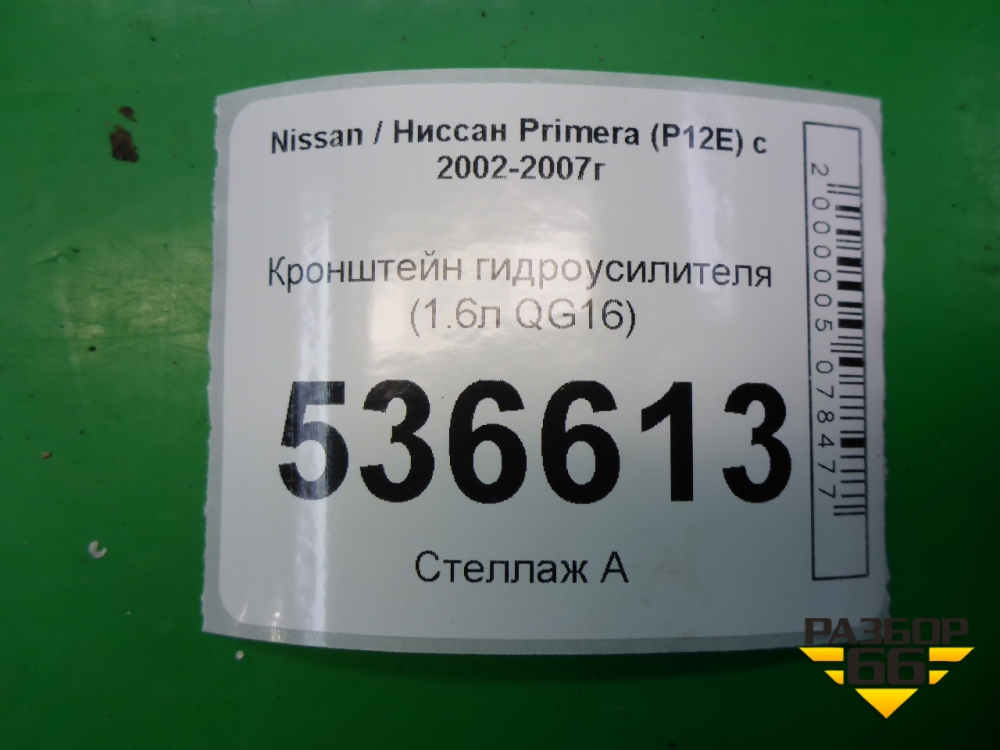 Nissan / Ниссан Primera (P12E) с
2002-2007г
Кронштейн гидроусилителя
(1.6л QG16)
536613
Стеллаж А
2000005078477
РАЗБОР
66